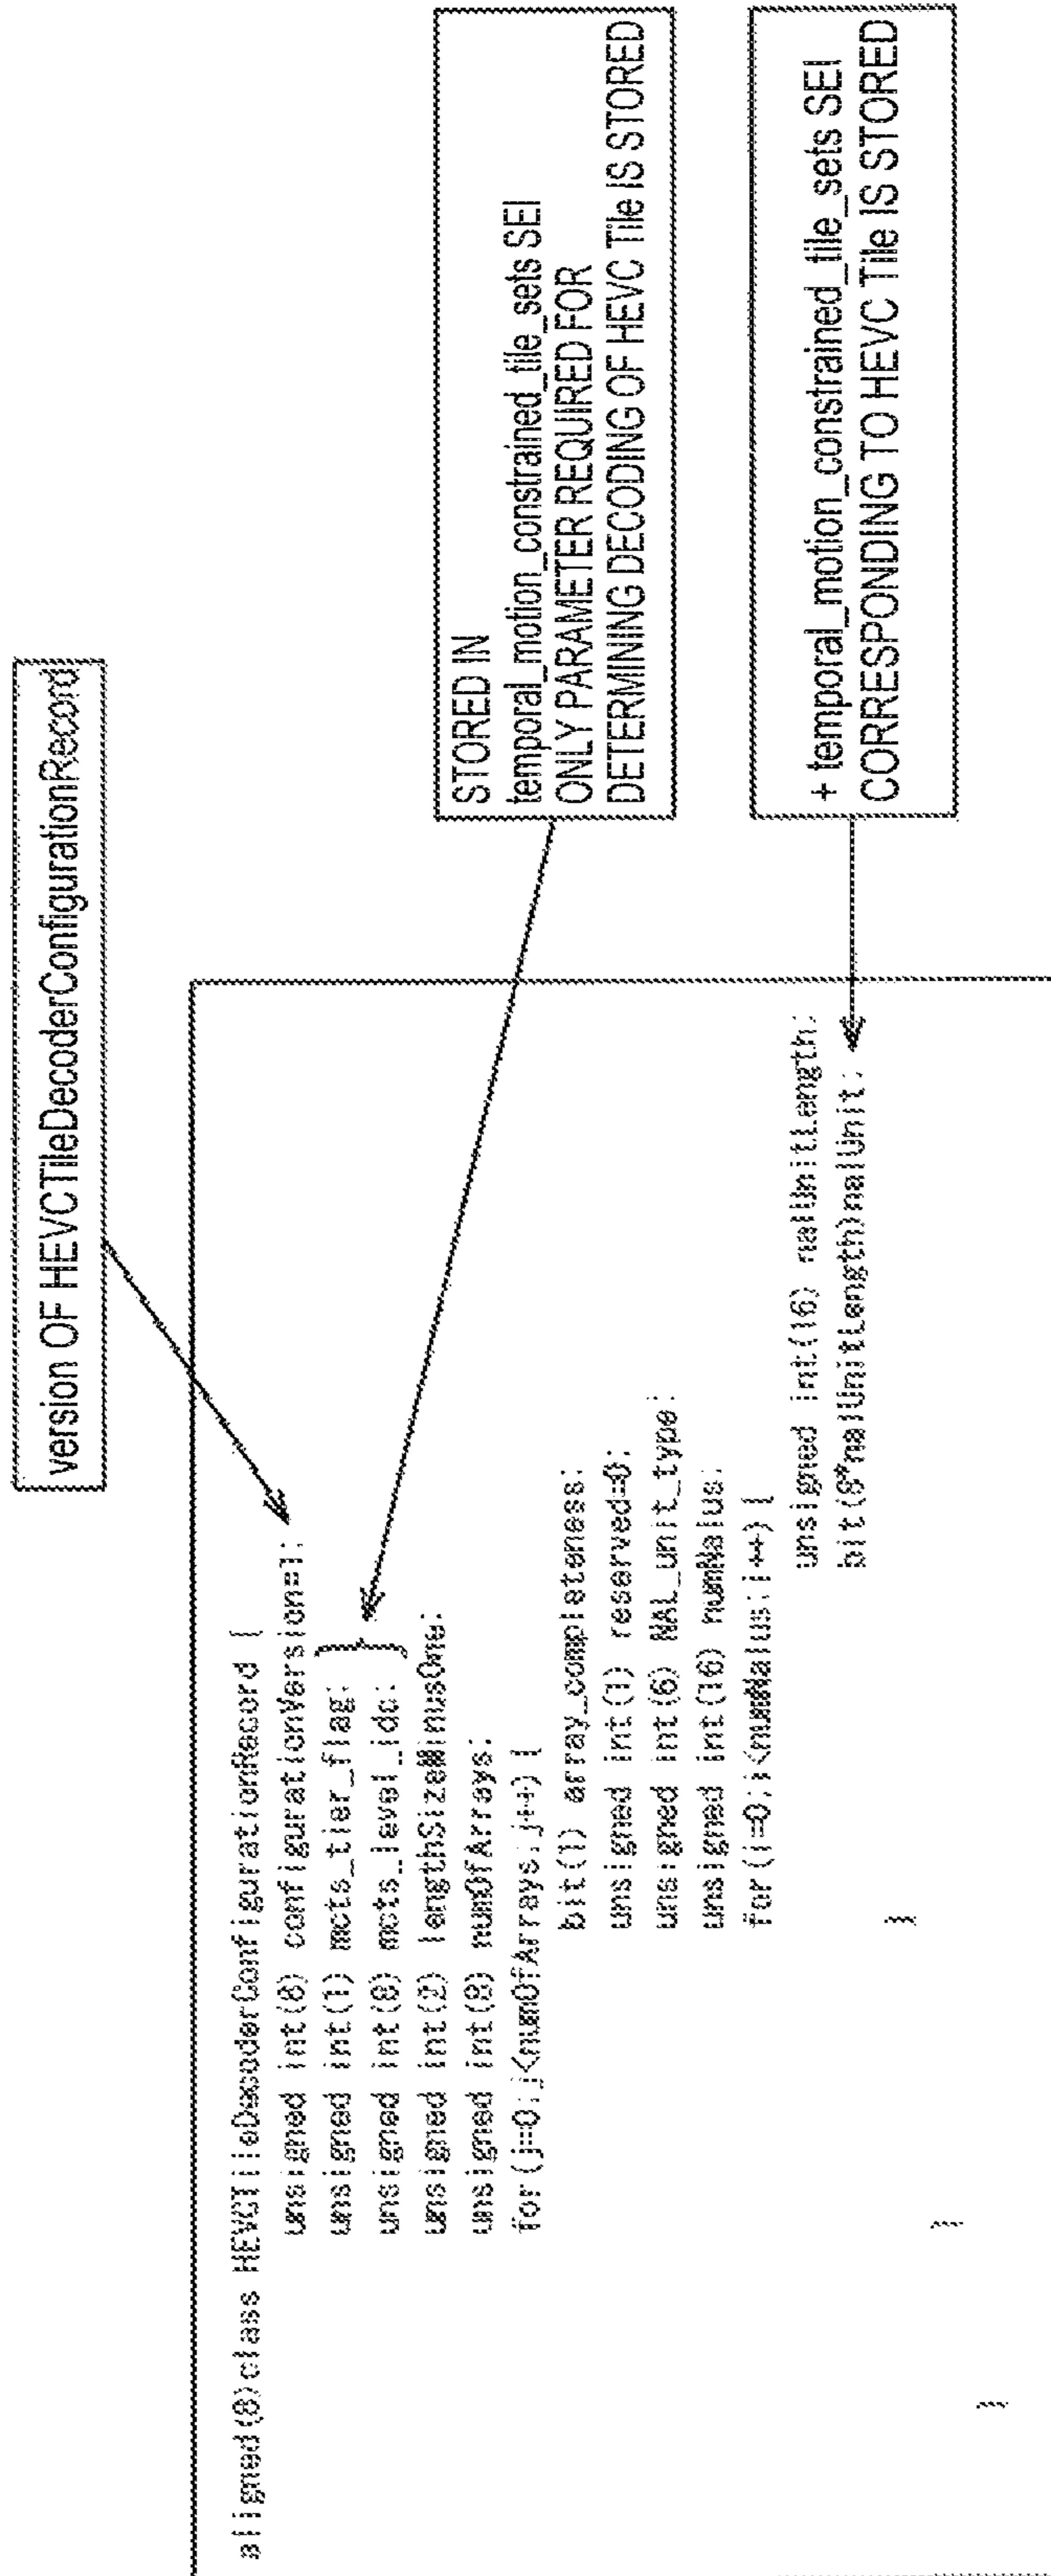 version OF HEVCTileDecoderConfigurationRecord
aligned(8)class HEVCTileDecoderConfigurationRecord {
unsigned int(8) configurationVersion=1;
unsigned int(1) mcts_tier_flag;
unsigned int(8) mcts_level_idc;
unsigned int(2) lengthSizeMinusOne;
unsigned int(8) numOfArrays;
for(j=0;j<numOfArrays;j++) {
bit(1) array_completeness;
unsigned int(1) reserved=0;
unsigned int(6) NAL_unit_type;
unsigned int(16) numNalus;
for(i=0;i<numNalus;i++) {
unsigned int(16) nalUnitLength;
bit(8*nalUnitLength)nalUnit;
}
}
}
STORED IN
temporal_motion_constrained_tile_sets SEI
ONLY PARAMETER REQUIRED FOR
DETERMINING DECODING OF HEVC Tile IS STORED
+ temporal_motion_constrained_tile_sets SEI
CORRESPONDING TO HEVC Tile IS STORED